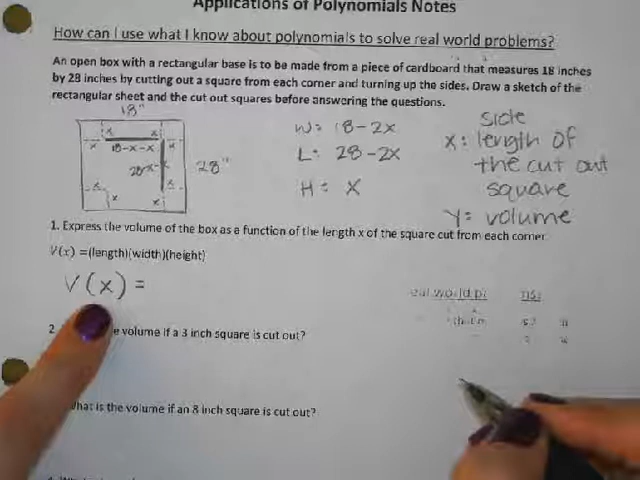 Applications of Polynomials Notes
How can I use what I know about polynomials to solve real world problems?
An open box with a rectangular base is to be made from a piece of cardboard that measures 18 inches
by 28 inches by cutting out a square from each corner and turning up the sides. Draw a sketch of the
rectangular sheet and the cut out squares before answering the questions.
18"
x x
x 18-x-x x
28"
x x
x x
W: 18-2x
L: 28-2x
H: x
side
x: length of
the cut out
square
y = volume
1. Express the volume of the box as a function of the length x of the square cut from each corner.
V(x) =(length)(width)(height)
V(x) =
2 volume if a 3 inch square is cut out?
hat is the volume if an 8 inch square is cut out?